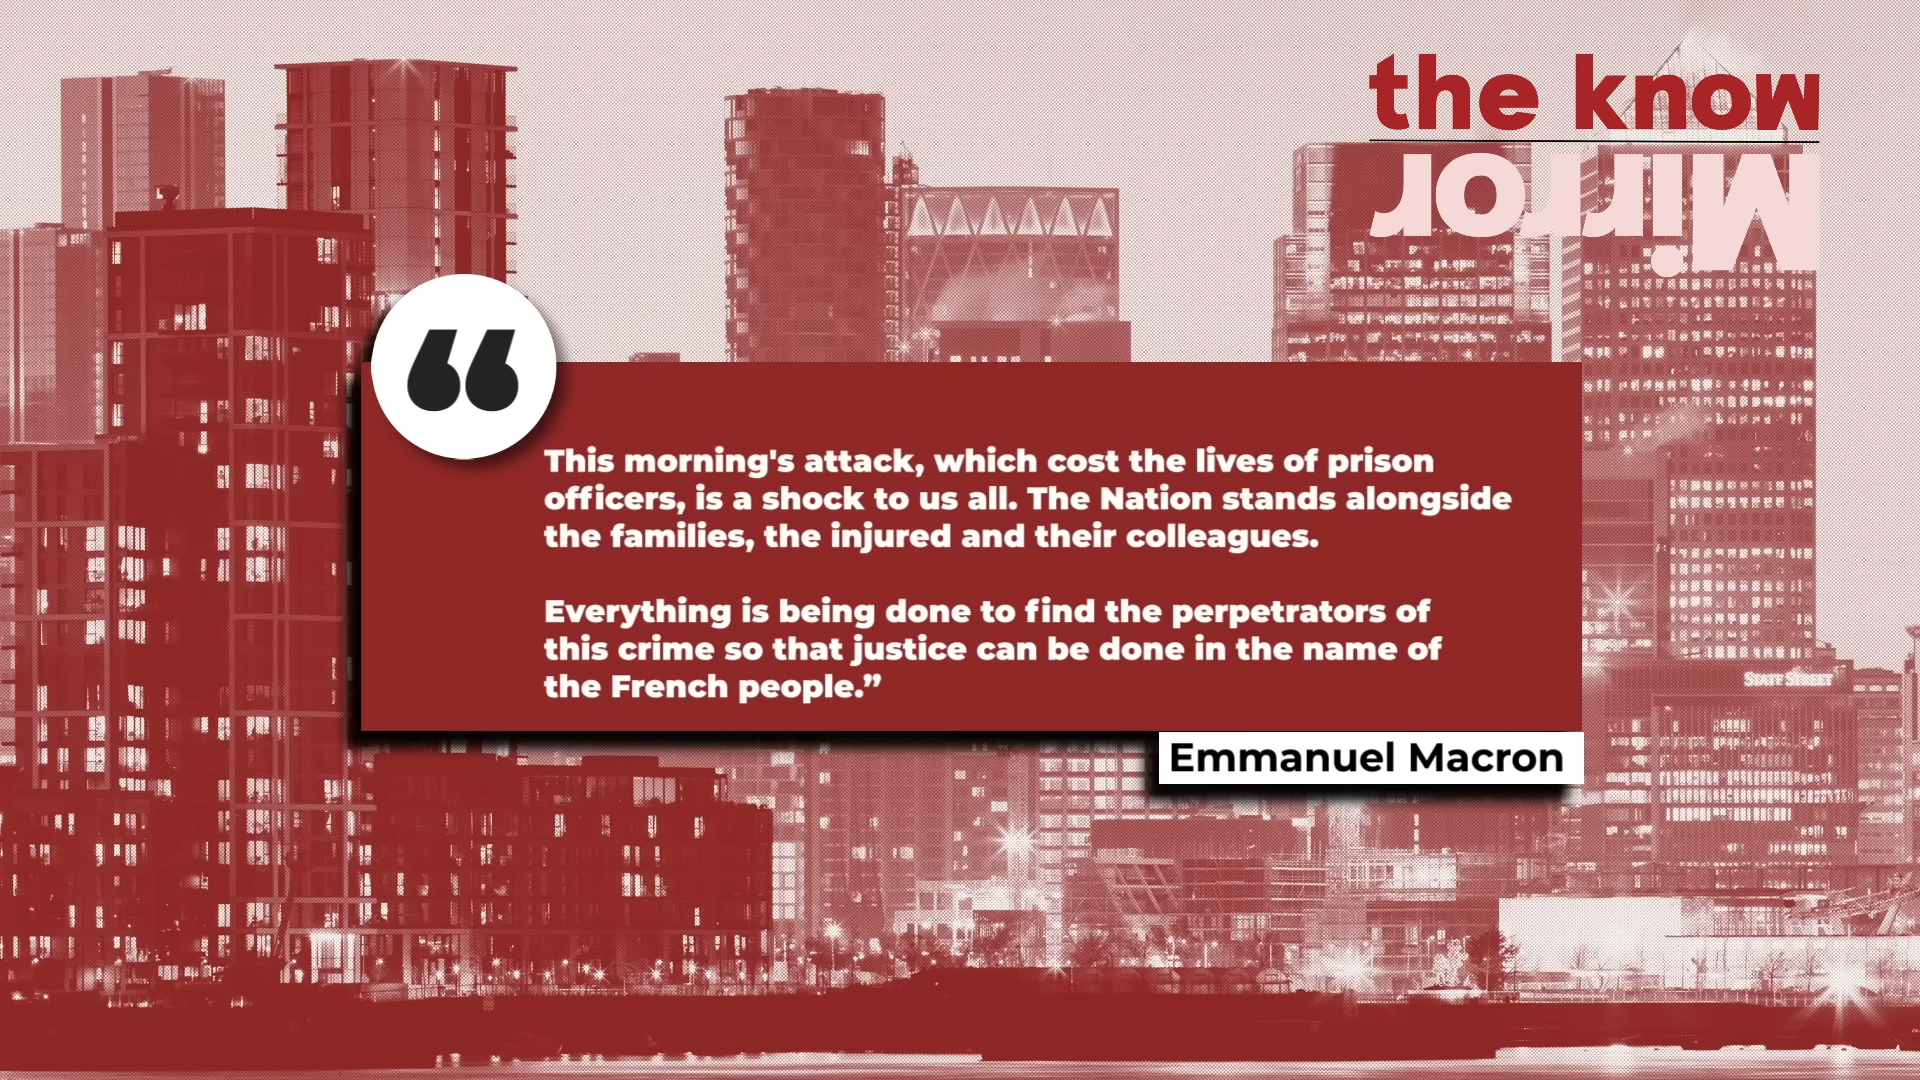 the know
Mirror
“
This morning's attack, which cost the lives of prison
officers, is a shock to us all. The Nation stands alongside
the families, the injured and their colleagues.
Everything is being done to find the perpetrators of
this crime so that justice can be done in the name of
the French people.”
STATE STREET
Emmanuel Macron